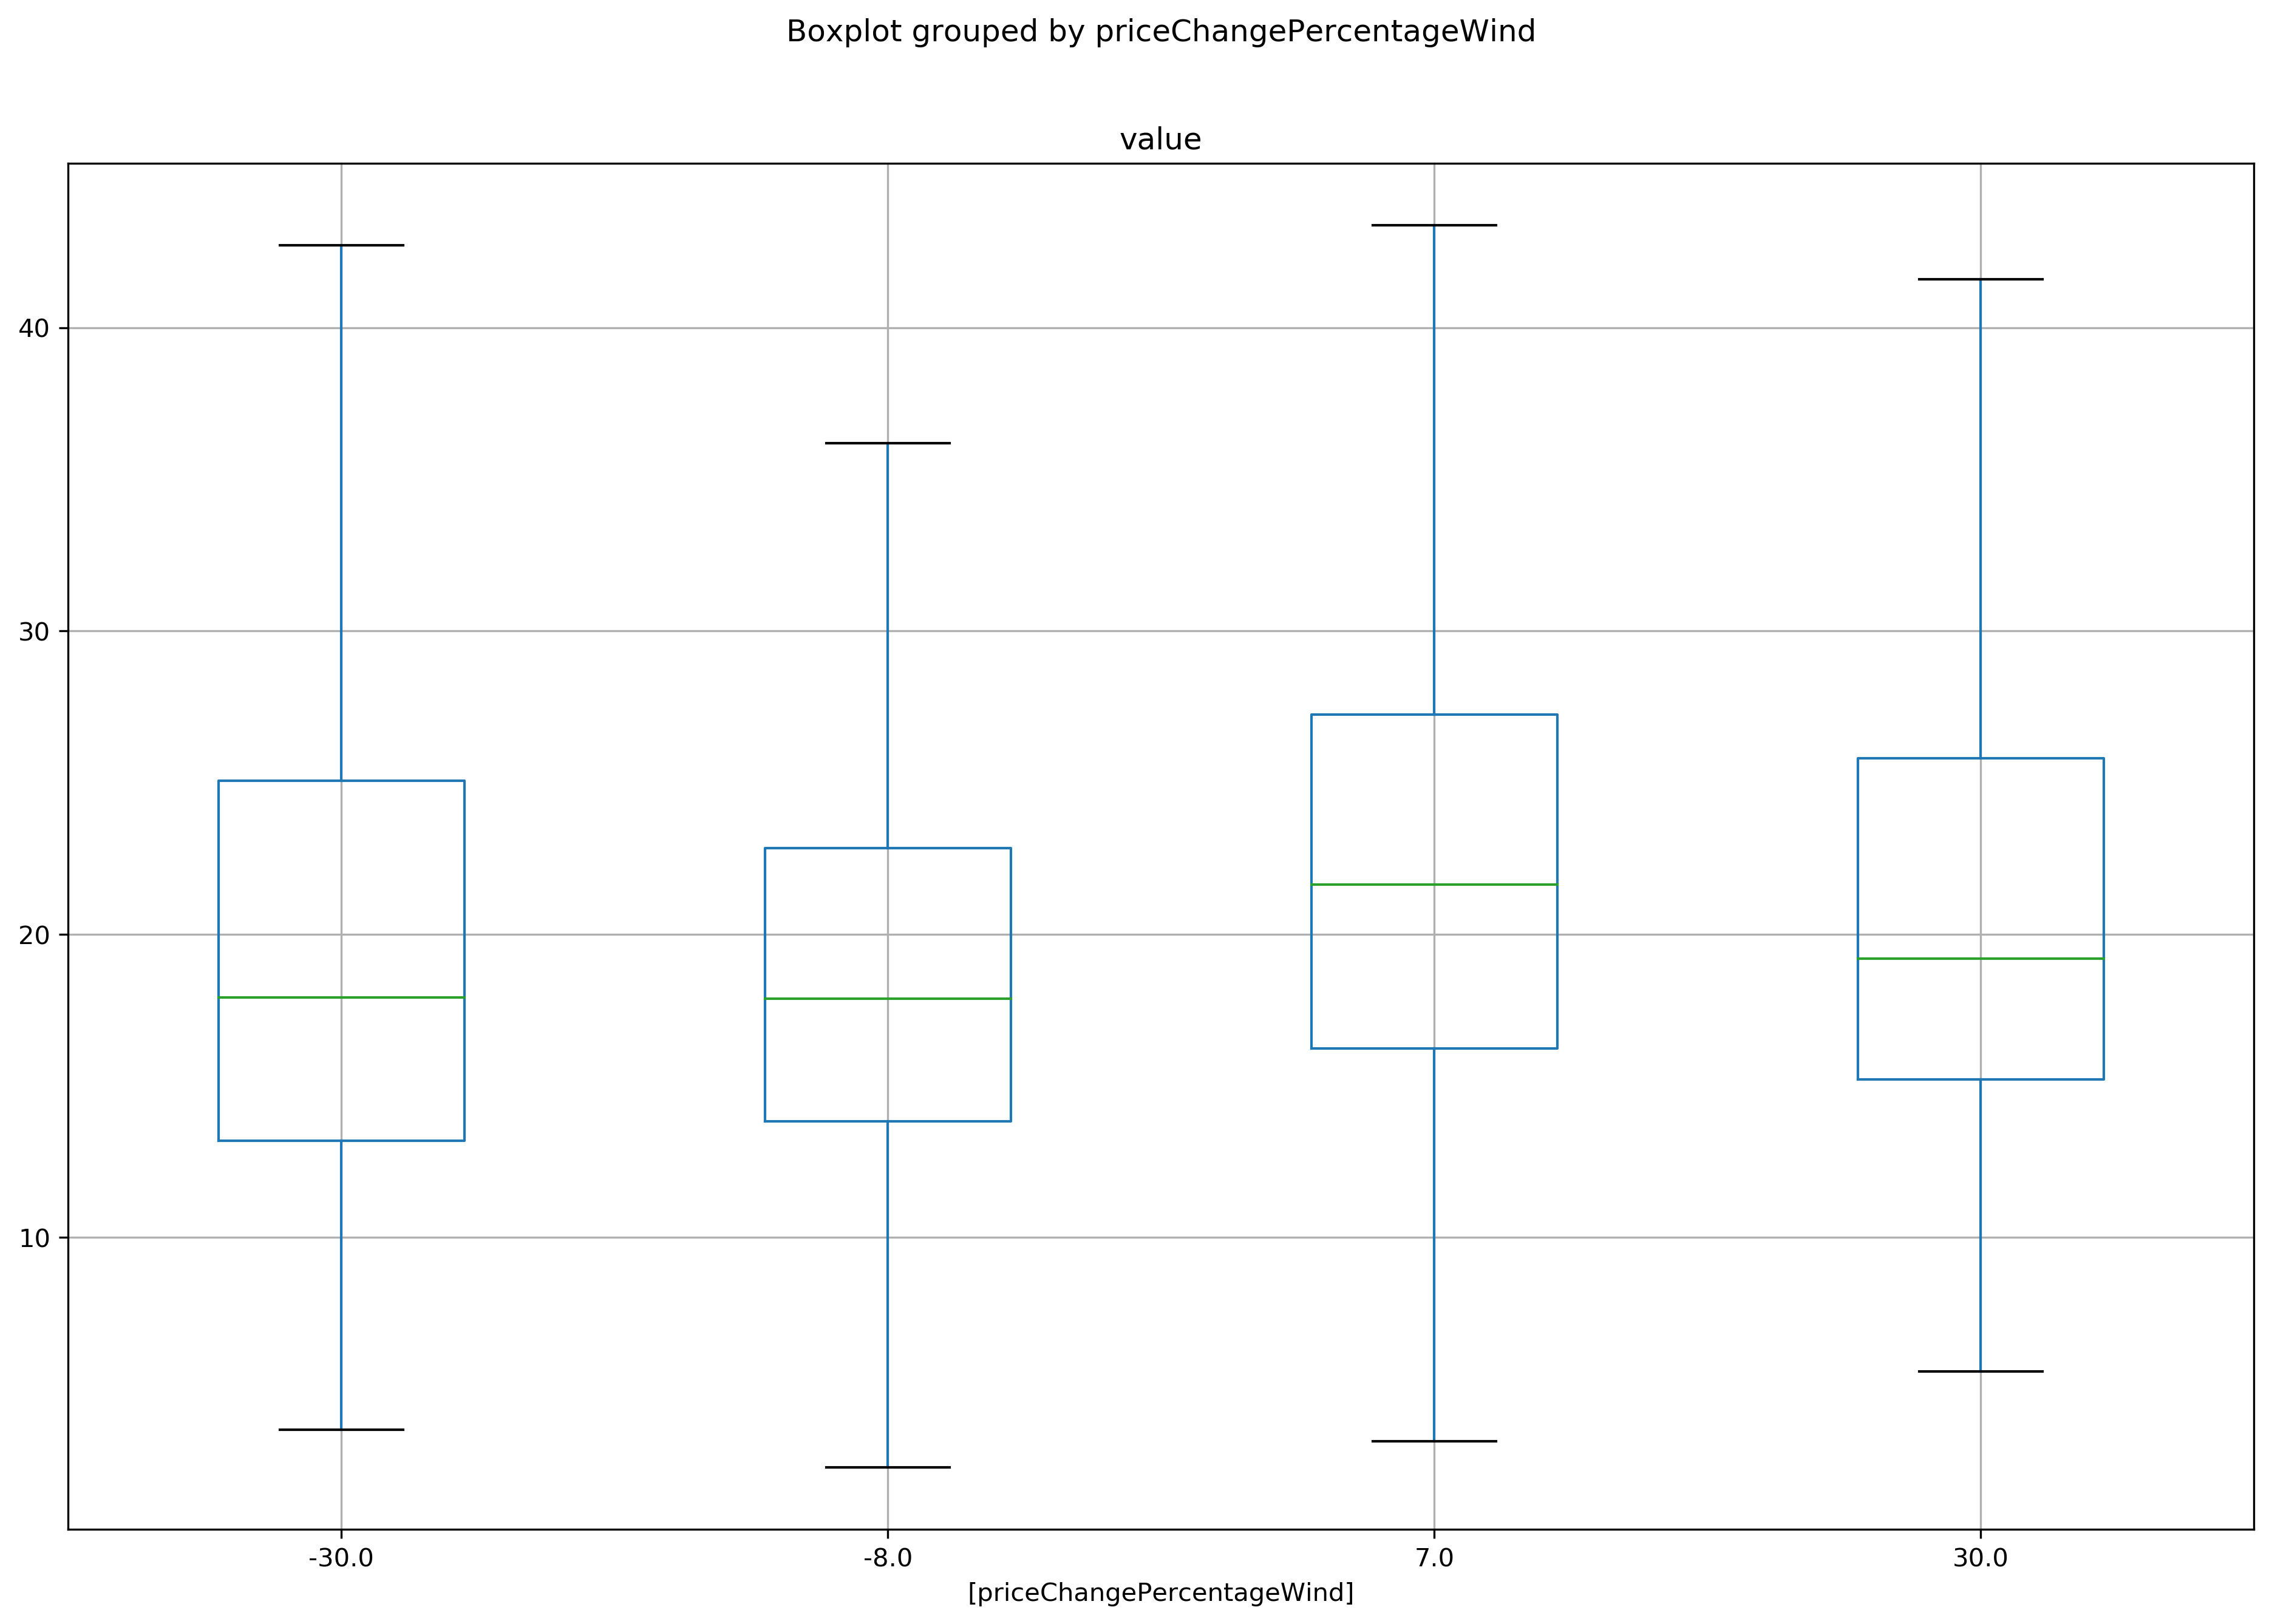 Boxplot grouped by priceChangePercentageWind
value
40
30
20
10
-30.0 -8.0 7.0 30.0
[priceChangePercentageWind]